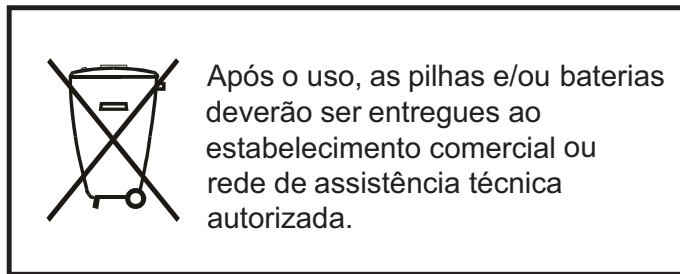 Após o uso, as pilhas e/ou baterias
deverão ser entregues ao
estabelecimento comercial ou
rede de assistência técnica
autorizada.